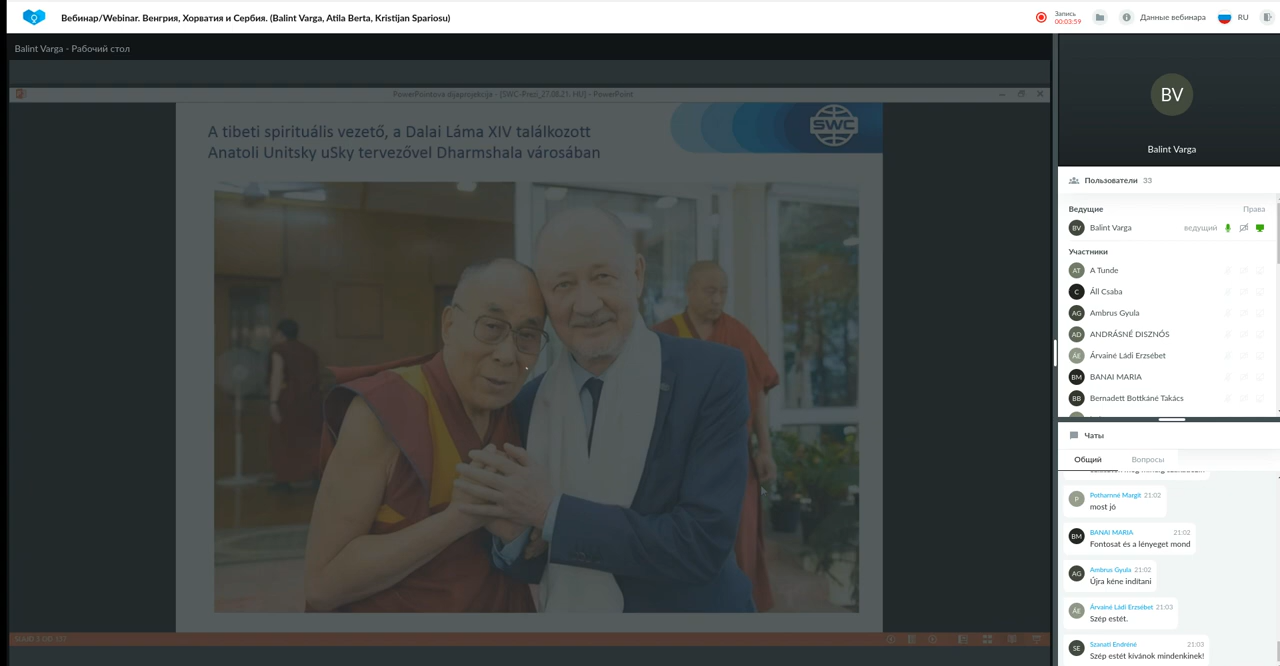 Вебинар/Webinar. Венгрия, Хорватия и Сербия. (Balint Varga, Atila Berta, Kristijan Spariosu)
Запись
00:03:59
Данные вебинара
RU
Balint Varga - Рабочий стол
PowerPointova dijaprojekcija - [SWC-Prezi_27.08.21. HU] - PowerPoint
A tibeti spirituális vezető, a Dalai Láma XIV találkozott
Anatoli Unitsky uSky tervezővel Dharmshala városában
SWC
BV
Balint Varga
Пользователи 33
Ведущие Права
BV Balint Varga ведущий
Участники
AT A Tunde
C Áll Csaba
AG Ambrus Gyula
AD ANDRÁSNÉ DISZNÓS
ÁE Árvainé Ládi Erzsébet
BM BANAI MARIA
BB Bernadett Bottkáné Takács
Чаты
Общий Вопросы
P Potharnné Margit 21:02
most jó
BM BANAI MARIA 21:02
Fontosat és a lényeget mond
AG Ambrus Gyula 21:02
Újra kéne indítani
ÁE Árvainé Ládi Erzsébet 21:03
Szép estét.
SE Szanati Endréné 21:03
Szép estét kívánok mindenkinek!